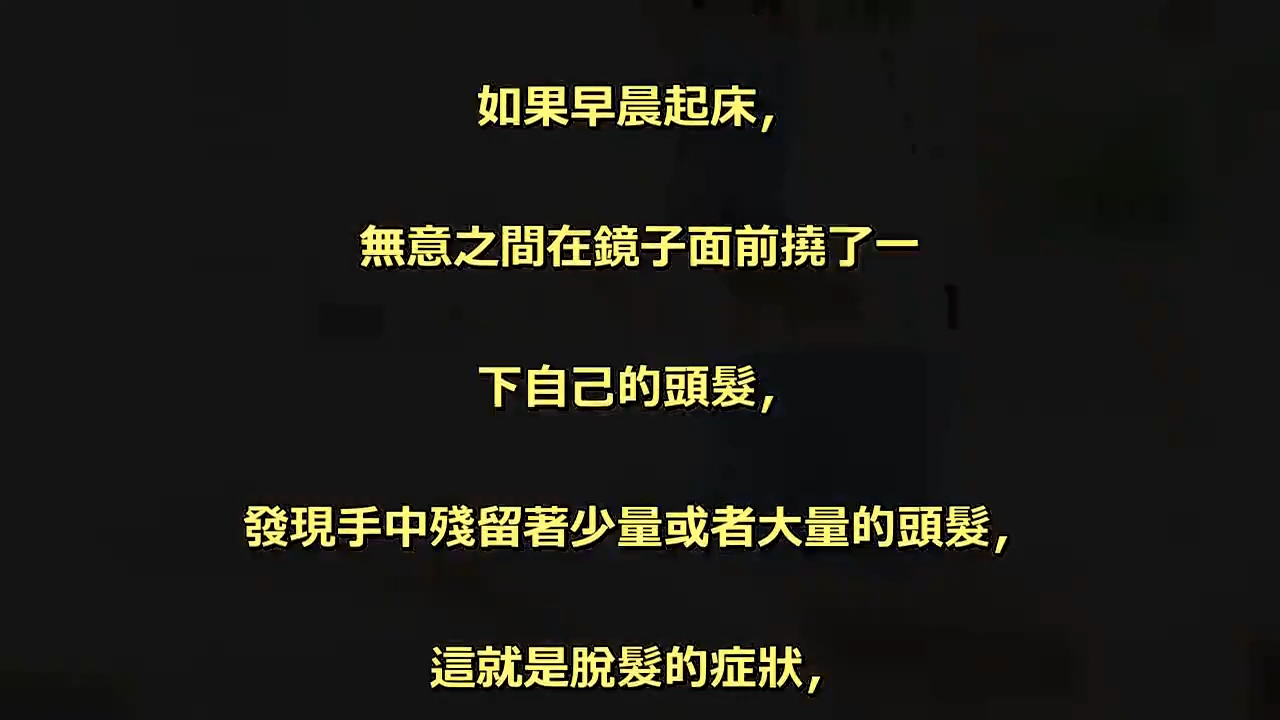 如果早晨起床，
無意之間在鏡子面前撓了一
下自己的頭髮，
發現手中殘留著少量或者大量的頭髮，
這就是脫髮的症狀，